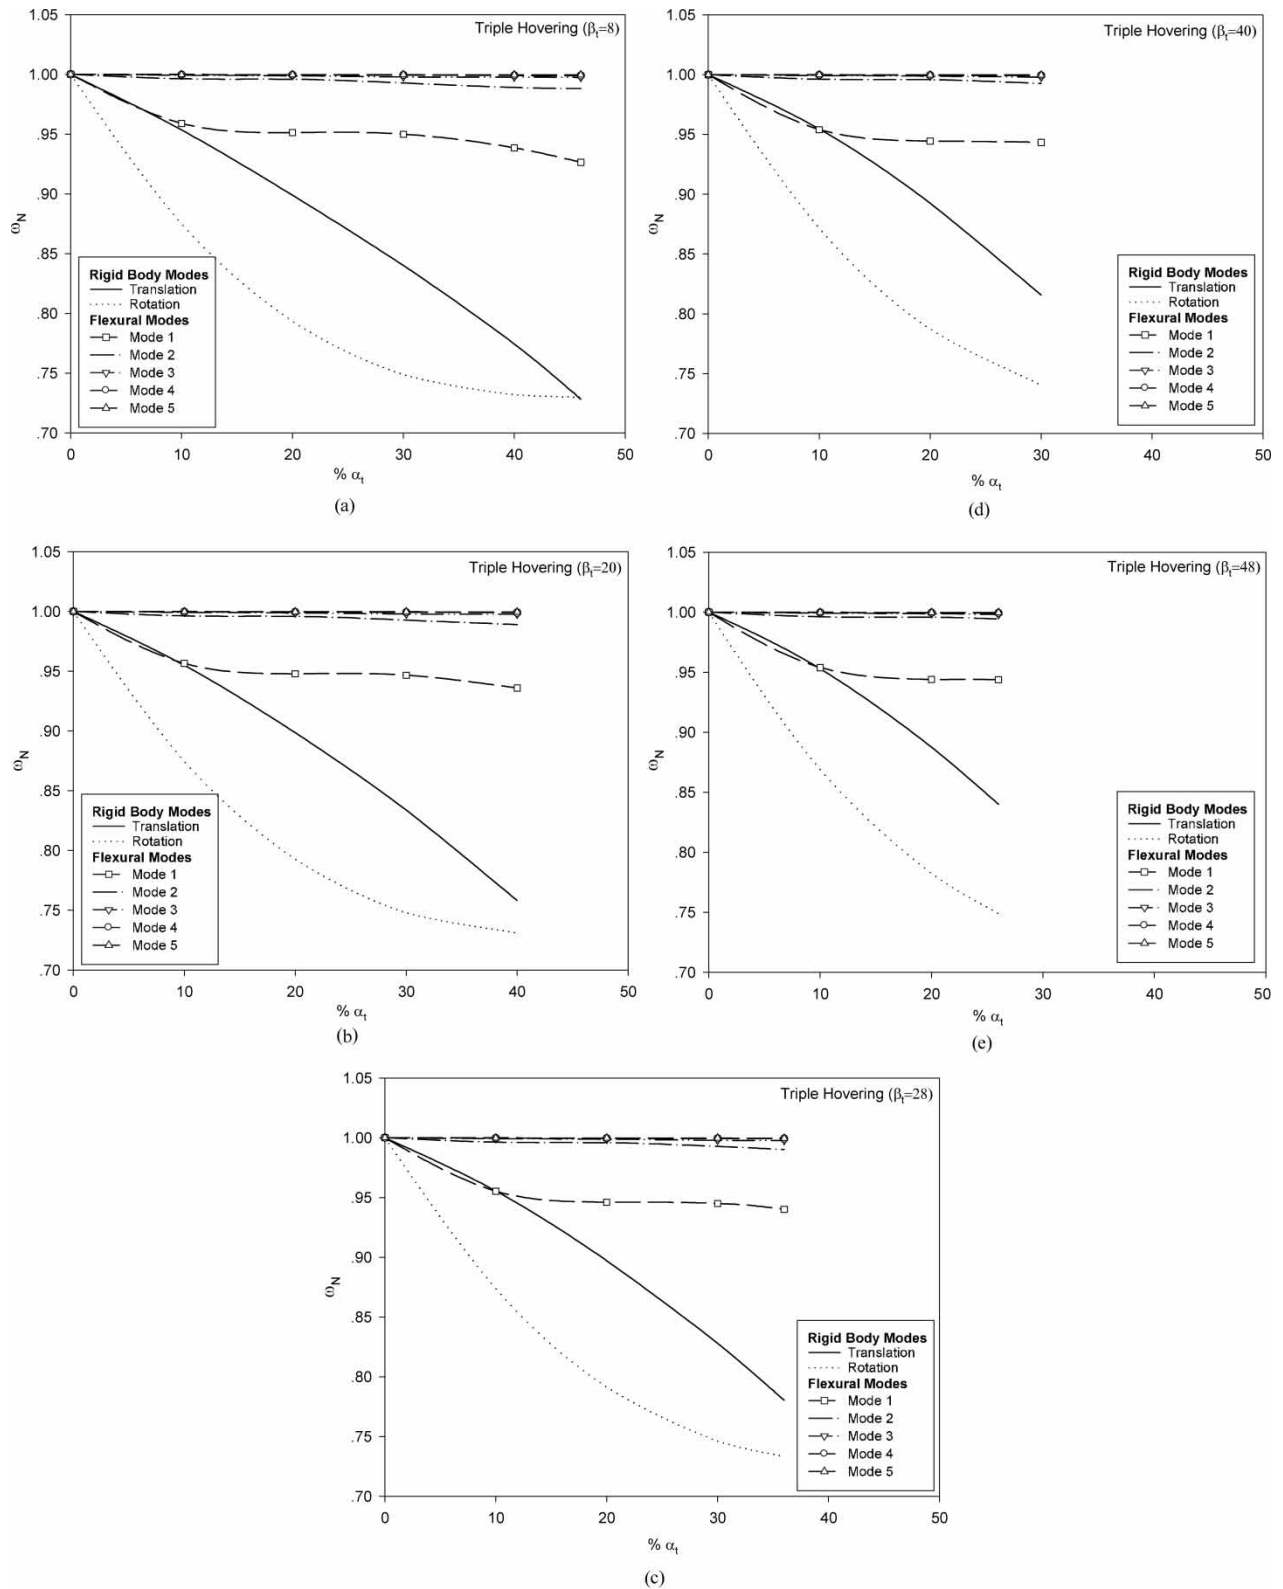 Triple Hovering (βt=8)
1.05
1.00
.95
.90
.85
.80
.75
.70
ωN
Rigid Body Modes
Translation
Rotation
Flexural Modes
Mode 1
Mode 2
Mode 3
Mode 4
Mode 5
0 10 20 30 40 50
% αt
(a)
Triple Hovering (βt=40)
1.05
1.00
.95
.90
.85
.80
.75
.70
ωN
Rigid Body Modes
Translation
Rotation
Flexural Modes
Mode 1
Mode 2
Mode 3
Mode 4
Mode 5
0 10 20 30 40 50
% αt
(d)
Triple Hovering (βt=20)
1.05
1.00
.95
.90
.85
.80
.75
.70
ωN
Rigid Body Modes
Translation
Rotation
Flexural Modes
Mode 1
Mode 2
Mode 3
Mode 4
Mode 5
0 10 20 30 40 50
% αt
(b)
Triple Hovering (βt=48)
1.05
1.00
.95
.90
.85
.80
.75
.70
ωN
Rigid Body Modes
Translation
Rotation
Flexural Modes
Mode 1
Mode 2
Mode 3
Mode 4
Mode 5
0 10 20 30 40 50
% αt
(e)
Triple Hovering (βt=28)
1.05
1.00
.95
.90
.85
.80
.75
.70
ωN
Rigid Body Modes
Translation
Rotation
Flexural Modes
Mode 1
Mode 2
Mode 3
Mode 4
Mode 5
0 10 20 30 40 50
% αt
(c)